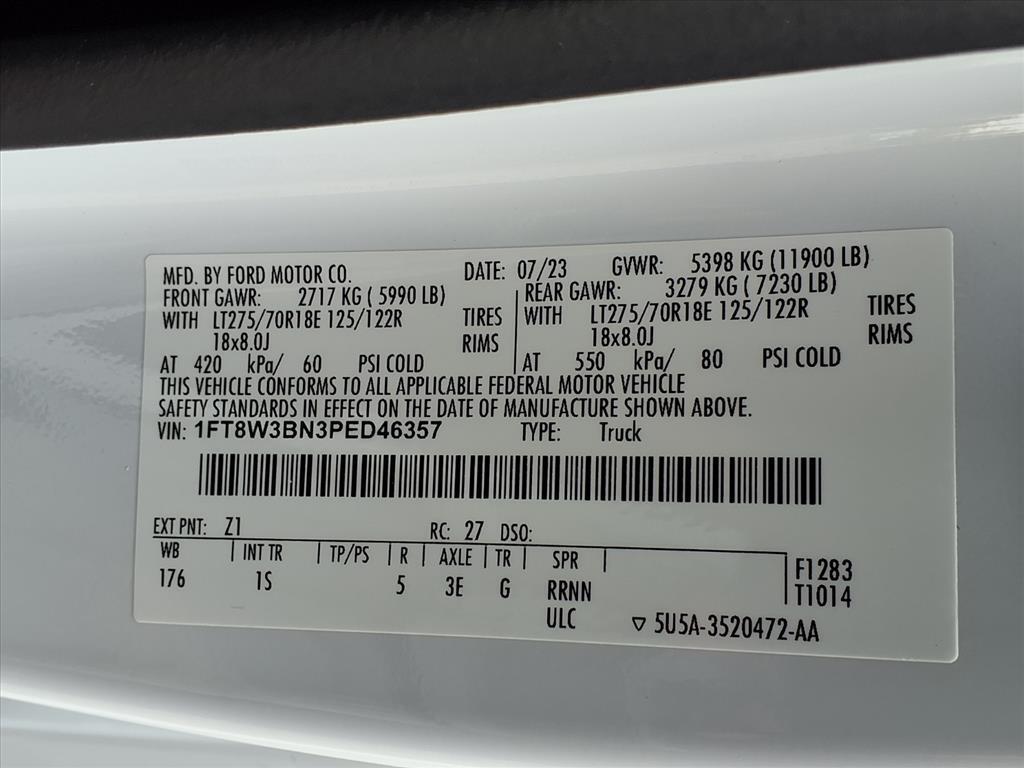 MFD. BY FORD MOTOR CO. DATE: 07/23 GVWR: 5398 KG (11900 LB)
FRONT GAWR: 2717 KG ( 5990 LB) REAR GAWR: 3279 KG ( 7230 LB)
WITH LT275/70R18E 125/122R TIRES WITH LT275/70R18E 125/122R TIRES
18x8.0J RIMS 18x8.0J RIMS
AT 420 kPa/ 60 PSI COLD AT 550 kPa/ 80 PSI COLD
THIS VEHICLE CONFORMS TO ALL APPLICABLE FEDERAL MOTOR VEHICLE
SAFETY STANDARDS IN EFFECT ON THE DATE OF MANUFACTURE SHOWN ABOVE.
VIN: 1FT8W3BN3PED46357 TYPE: Truck
EXT PNT: Z1 RC: 27 DSO:
WB INT TR TP/PS R AXLE TR SPR F1283
176 1S 5 3E G RRNN T1014
ULC ▽ 5U5A-3520472-AA